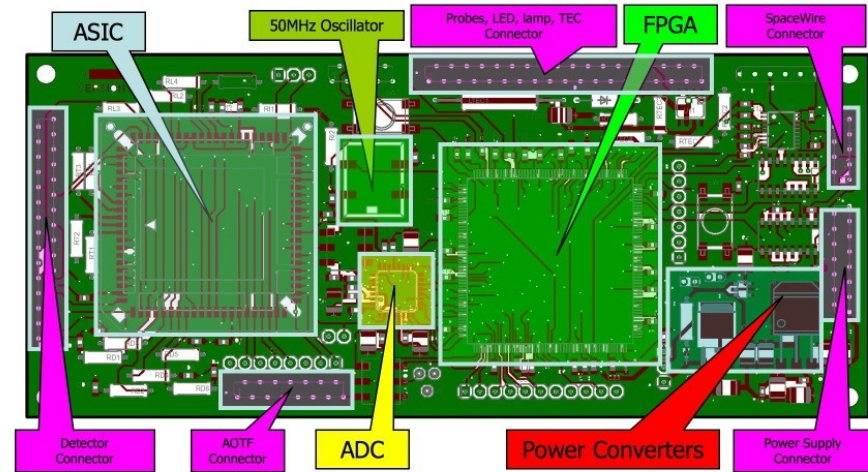 ASIC
50MHz Oscillator
Probes, LED, lamp, TEC
Connector
FPGA
SpaceWire
Connector
RL4
RL3
RT3
RT2
RT1
RD1
RD5
RD6
Detector
Connector
AOTF
Connector
ADC
Power Converters
Power Supply
Connector